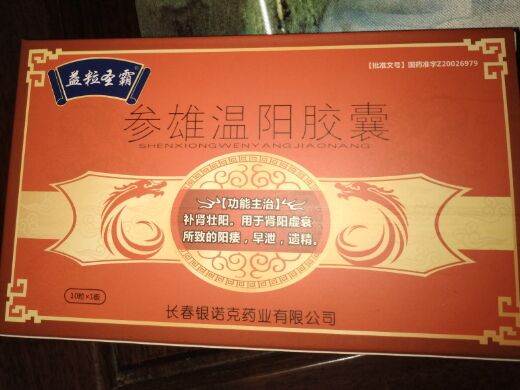 益粒圣霸
【批准文号】国药准字Z20026979
参雄温阳胶囊
SHENXIONGWENYANGJIAONANG
【功能主治】
补肾壮阳。用于肾阳虚衰
所致的阳痿，早泄，遗精。
10粒×1板
长春银诺克药业有限公司